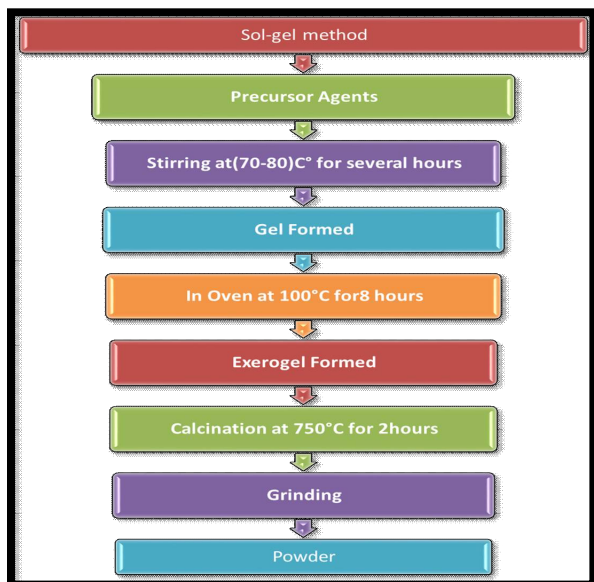 Sol-gel method
Precursor Agents
Stirring at(70-80)C° for several hours
Gel Formed
In Oven at 100°C for8 hours
Exerogel Formed
Calcination at 750°C for 2hours
Grinding
Powder